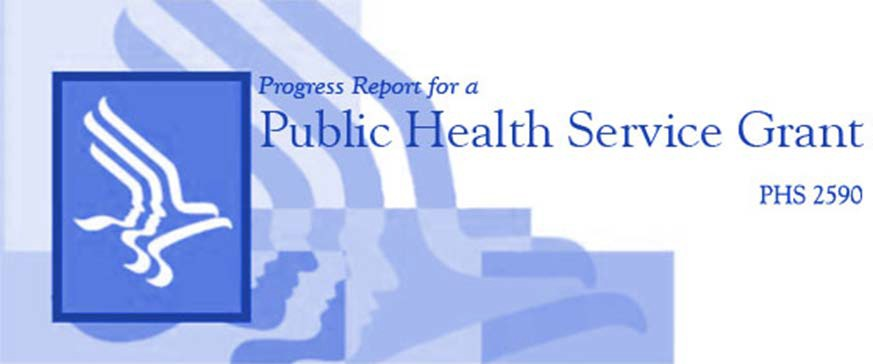 Progress Report for a
Public Health Service Grant
PHS 2590